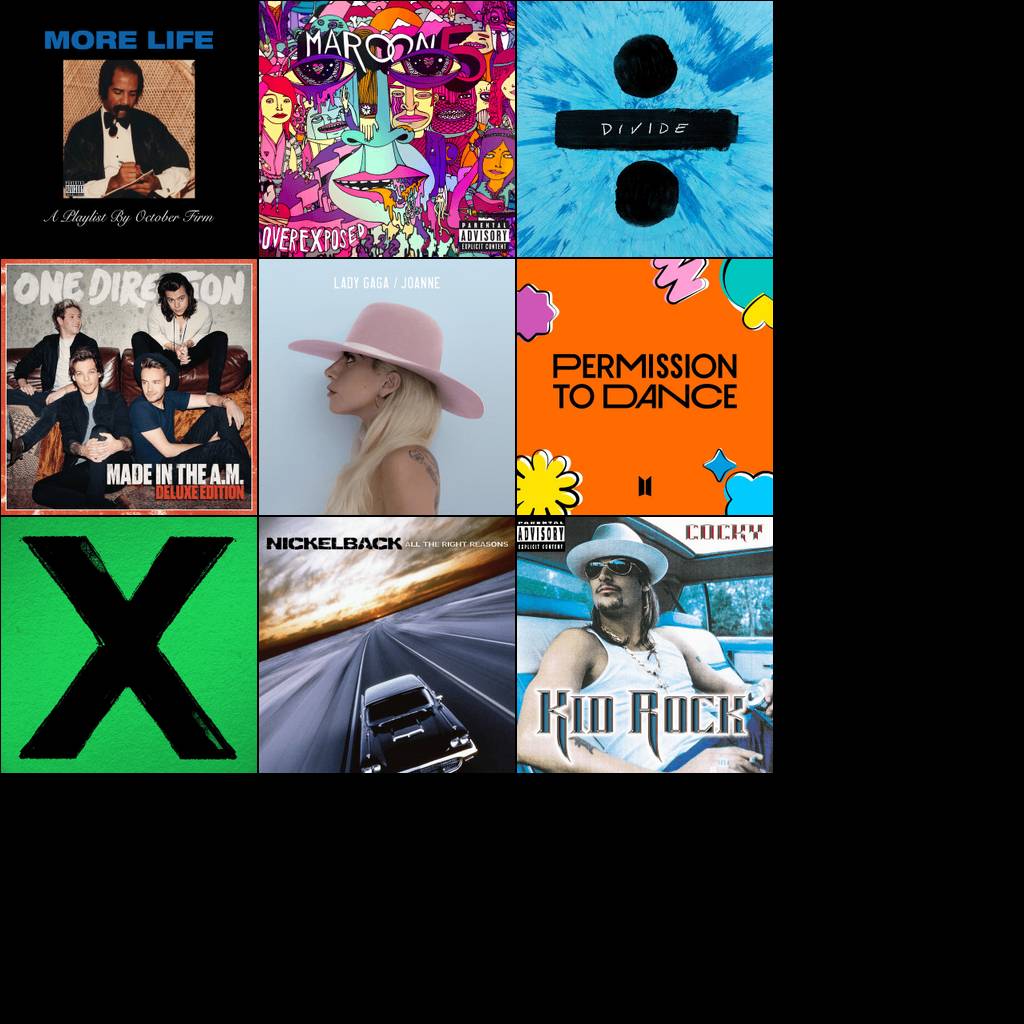 MORE LIFE
PARENTAL
ADVISORY
EXPLICIT CONTENT
A Playlist By October Firm
MAROON 5
OVEREXPOSED
PARENTAL
ADVISORY
EXPLICIT CONTENT
DIVIDE
ONE DIRECTION
MADE IN THE A.M.
DELUXE EDITION
LADY GAGA / JOANNE
PERMISSION
TO DANCE
X
NICKELBACK ALL THE RIGHT REASONS
PARENTAL
ADVISORY
EXPLICIT CONTENT
COCKY
KID ROCK